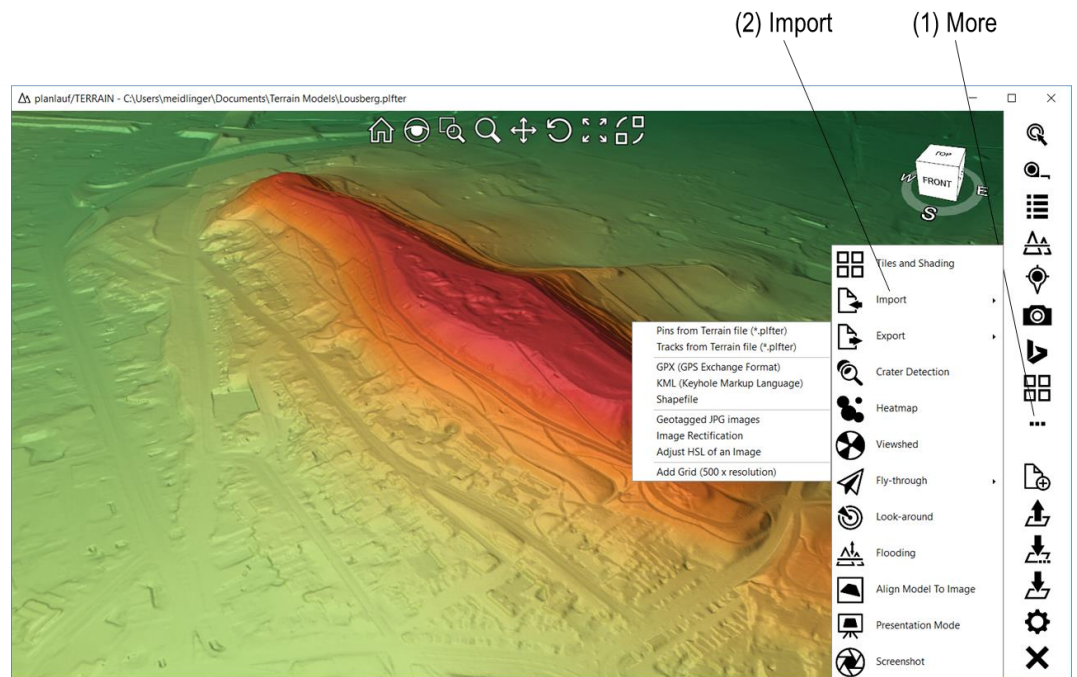 (2) Import
(1) More
planlauf/TERRAIN - C:\Users\meidlinger\Documents\Terrain Models\Lousberg.plfter
TOP
FRONT
W
E
S
Tiles and Shading
Import
Export
Crater Detection
Heatmap
Viewshed
Fly-through
Look-around
Flooding
Align Model To Image
Presentation Mode
Screenshot
Pins from Terrain file (*.plfter)
Tracks from Terrain file (*.plfter)
GPX (GPS Exchange Format)
KML (Keyhole Markup Language)
Shapefile
Geotagged JPG images
Image Rectification
Adjust HSL of an Image
Add Grid (500 x resolution)